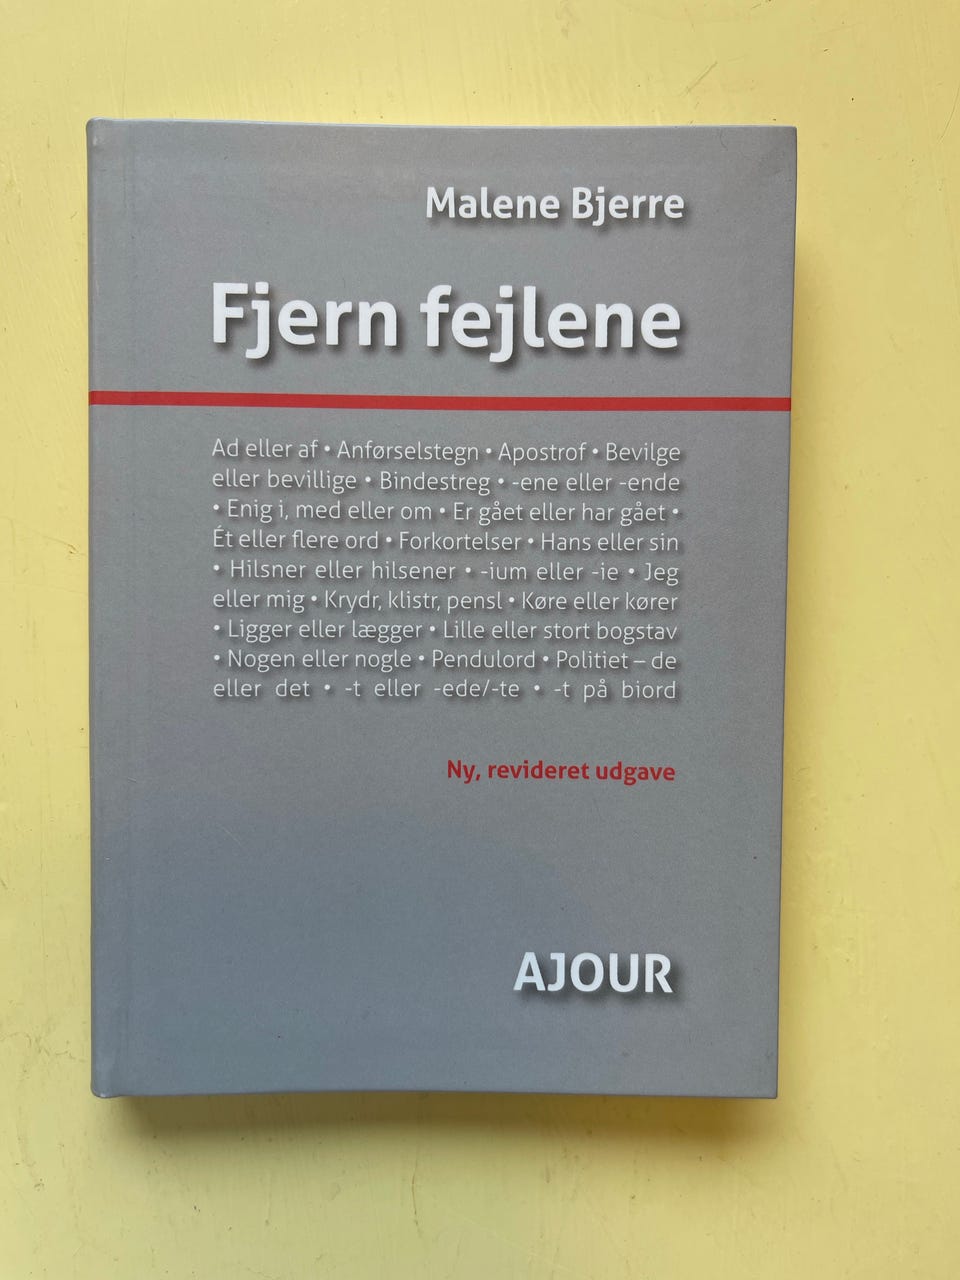 Malene Bjerre
Fjern fejlene
Ad eller af • Anførselstegn • Apostrof • Bevilge
eller bevillige • Bindestreg • -ene eller -ende
• Enig i, med eller om • Er gået eller har gået •
Ét eller flere ord • Forkortelser • Hans eller sin
• Hilsner eller hilsener • -ium eller -ie • Jeg
eller mig • Krydr, klistr, pensl • Køre eller kører
• Ligger eller lægger • Lille eller stort bogstav
• Nogen eller nogle • Pendulord • Politiet – de
eller det • -t eller -ede/-te • -t på biord
Ny, revideret udgave
AJOUR